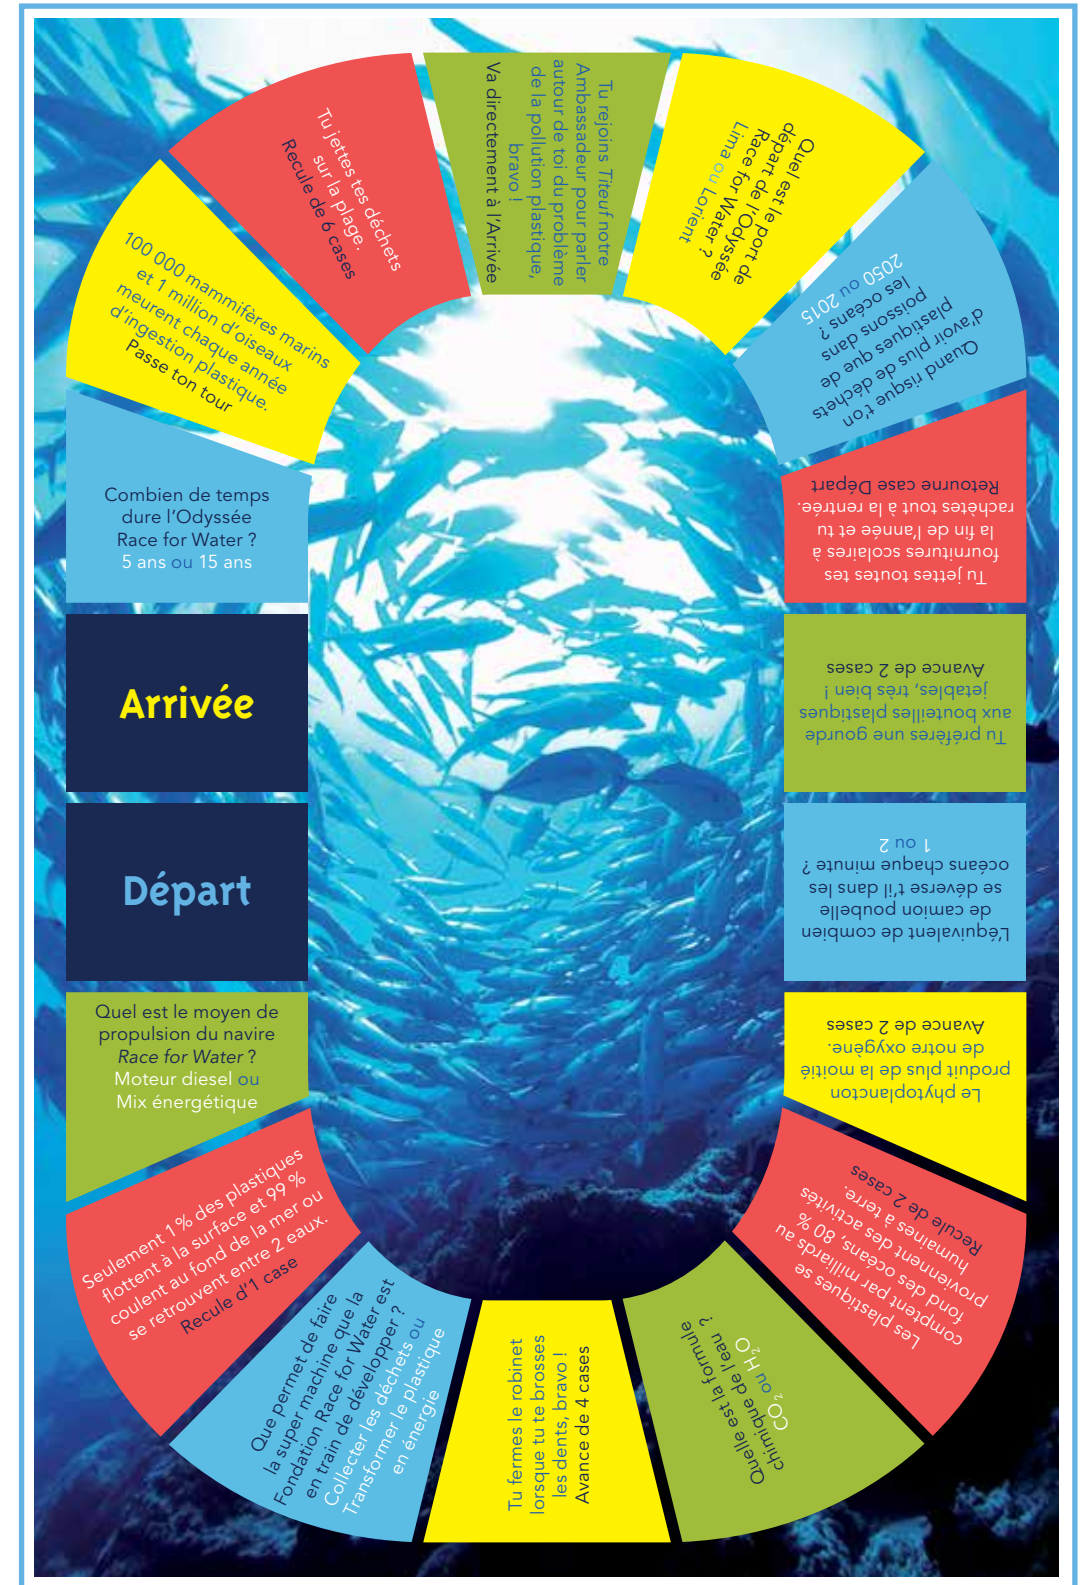 Départ
Quel est le moyen de
propulsion du navire
Race for Water ?
Moteur diesel ou
Mix énergétique
Seulement 1 % des plastiques
flottent à la surface et 99 %
coulent au fond de la mer ou
se retrouvent entre 2 eaux.
Recule d'1 case
Que permet de faire
la super machine que la
Fondation Race for Water est
en train de développer ?
Collecter les déchets ou
Transformer le plastique
en énergie
Tu fermes le robinet
lorsque tu te brosses
les dents, bravo !
Avance de 4 cases
Quelle est la formule
chimique de l'eau ?
CO₂ ou H₂O
Les plastiques se
comptent par milliards au
fond des océans, 80 %
proviennent des activités
humaines à terre.
Recule de 2 cases
Le phytoplancton
produit plus de la moitié
de notre oxygène.
Avance de 2 cases
L'équivalent de combien
de camion poubelle
se déverse t'il dans les
océans chaque minute ?
1 ou 2
Tu préfères une gourde
aux bouteilles plastiques
jetables, très bien !
Avance de 2 cases
Tu jettes toutes tes
fournitures scolaires à
la fin de l'année et tu
rachètes tout à la rentrée.
Retourne case Départ
Quand risque t'on
d'avoir plus de déchets
plastiques que de
poissons dans
les océans ?
2050 ou 2015
Quel est le port de
départ de l'Odyssée
Race for Water ?
Lima ou Lorient
Tu rejoins Titeuf notre
Ambassadeur pour parler
autour de toi du problème
de la pollution plastique,
bravo !
Va directement à l'Arrivée
Tu jettes tes déchets
sur la plage.
Recule de 6 cases
100 000 mammifères marins
et 1 million d'oiseaux
meurent chaque année
d'ingestion plastique.
Passe ton tour
Combien de temps
dure l'Odyssée
Race for Water ?
5 ans ou 15 ans
Arrivée